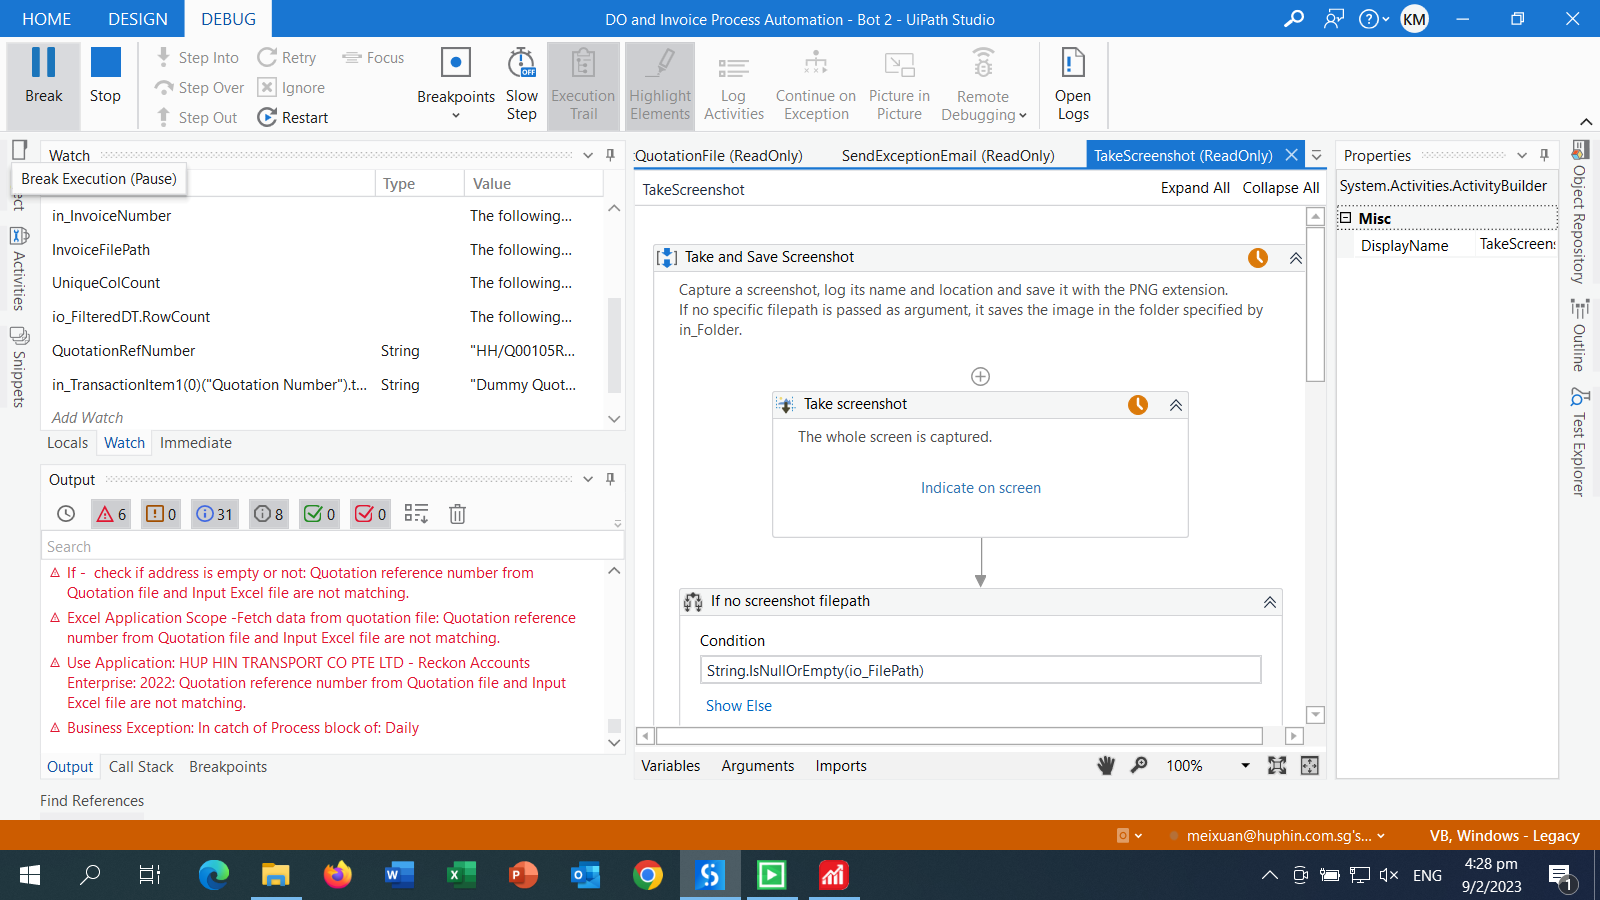 HOME DESIGN DEBUG DO and Invoice Process Automation - Bot 2 - UiPath Studio KM
Break
Stop
Step Into
Step Over
Step Out
Retry
Ignore
Restart
Focus
Breakpoints
Slow
Step
OFF
Execution
Trail
Highlight
Elements
Log
Activities
Continue on
Exception
Picture in
Picture
Remote
Debugging
Open
Logs
Watch
Break Execution (Pause)
Type Value
in_InvoiceNumber The following...
InvoiceFilePath The following...
UniqueColCount The following...
io_FilteredDT.RowCount The following...
QuotationRefNumber String "HH/Q00105R...
in_TransactionItem1(0)("Quotation Number").t... String "Dummy Quot...
Add Watch
Locals Watch Immediate
Activities
Snippets
Output
6 0 31 8 0 0
Search
If - check if address is empty or not: Quotation reference number from
Quotation file and Input Excel file are not matching.
Excel Application Scope -Fetch data from quotation file: Quotation reference
number from Quotation file and Input Excel file are not matching.
Use Application: HUP HIN TRANSPORT CO PTE LTD - Reckon Accounts
Enterprise: 2022: Quotation reference number from Quotation file and Input
Excel file are not matching.
Business Exception: In catch of Process block of: Daily
Output Call Stack Breakpoints
Find References
QuotationFile (ReadOnly) SendExceptionEmail (ReadOnly) TakeScreenshot (ReadOnly)
TakeScreenshot Expand All Collapse All
Take and Save Screenshot
Capture a screenshot, log its name and location and save it with the PNG extension.
If no specific filepath is passed as argument, it saves the image in the folder specified by
in_Folder.
Take screenshot
The whole screen is captured.
Indicate on screen
If no screenshot filepath
Condition
String.IsNullOrEmpty(io_FilePath)
Show Else
Variables Arguments Imports 100%
Properties
System.Activities.ActivityBuilder
Misc
DisplayName TakeScreens
Object Repository
Outline
Test Explorer
meixuan@huphin.com.sg's... VB, Windows - Legacy
ENG
4:28 pm
9/2/2023
1